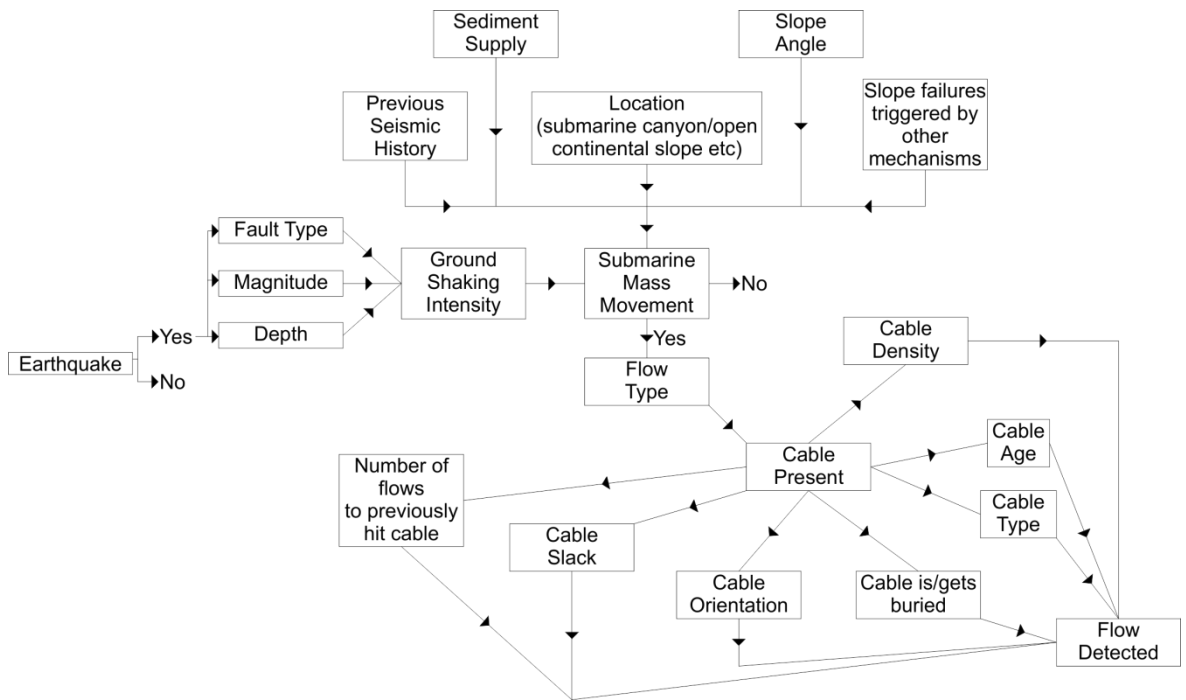 Sediment
Supply
Slope
Angle
Previous
Seismic
History
Location
(submarine canyon/open
continental slope etc)
Slope failures
triggered by
other
mechanisms
Fault Type
Magnitude
Depth
Ground
Shaking
Intensity
Submarine
Mass
Movement
No
Earthquake
Yes
No
Yes
Flow
Type
Cable
Density
Number of
flows
to previously
hit cable
Cable
Present
Cable
Age
Cable
Type
Cable
Slack
Cable
Orientation
Cable is/gets
buried
Flow
Detected